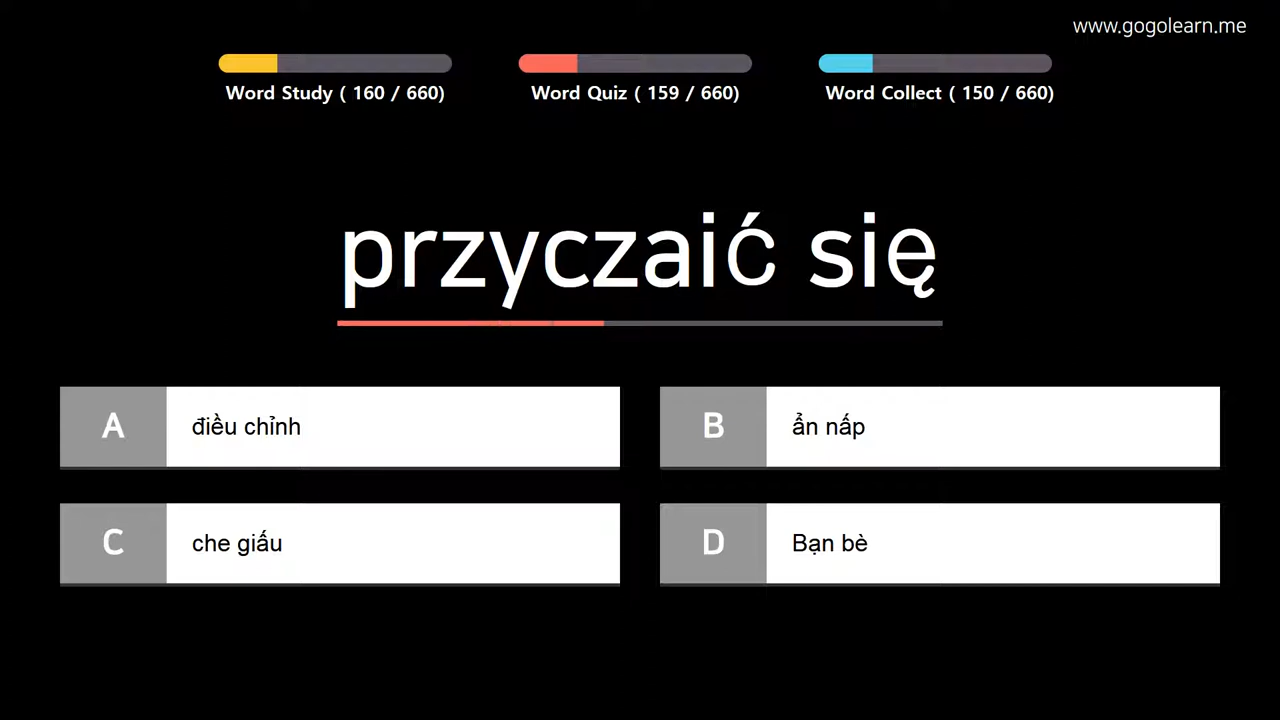 www.gogolearn.me
Word Study ( 160 / 660)
Word Quiz ( 159 / 660)
Word Collect ( 150 / 660)
przyczaić się
A điều chỉnh
B ẩn nấp
C che giấu
D Bạn bè